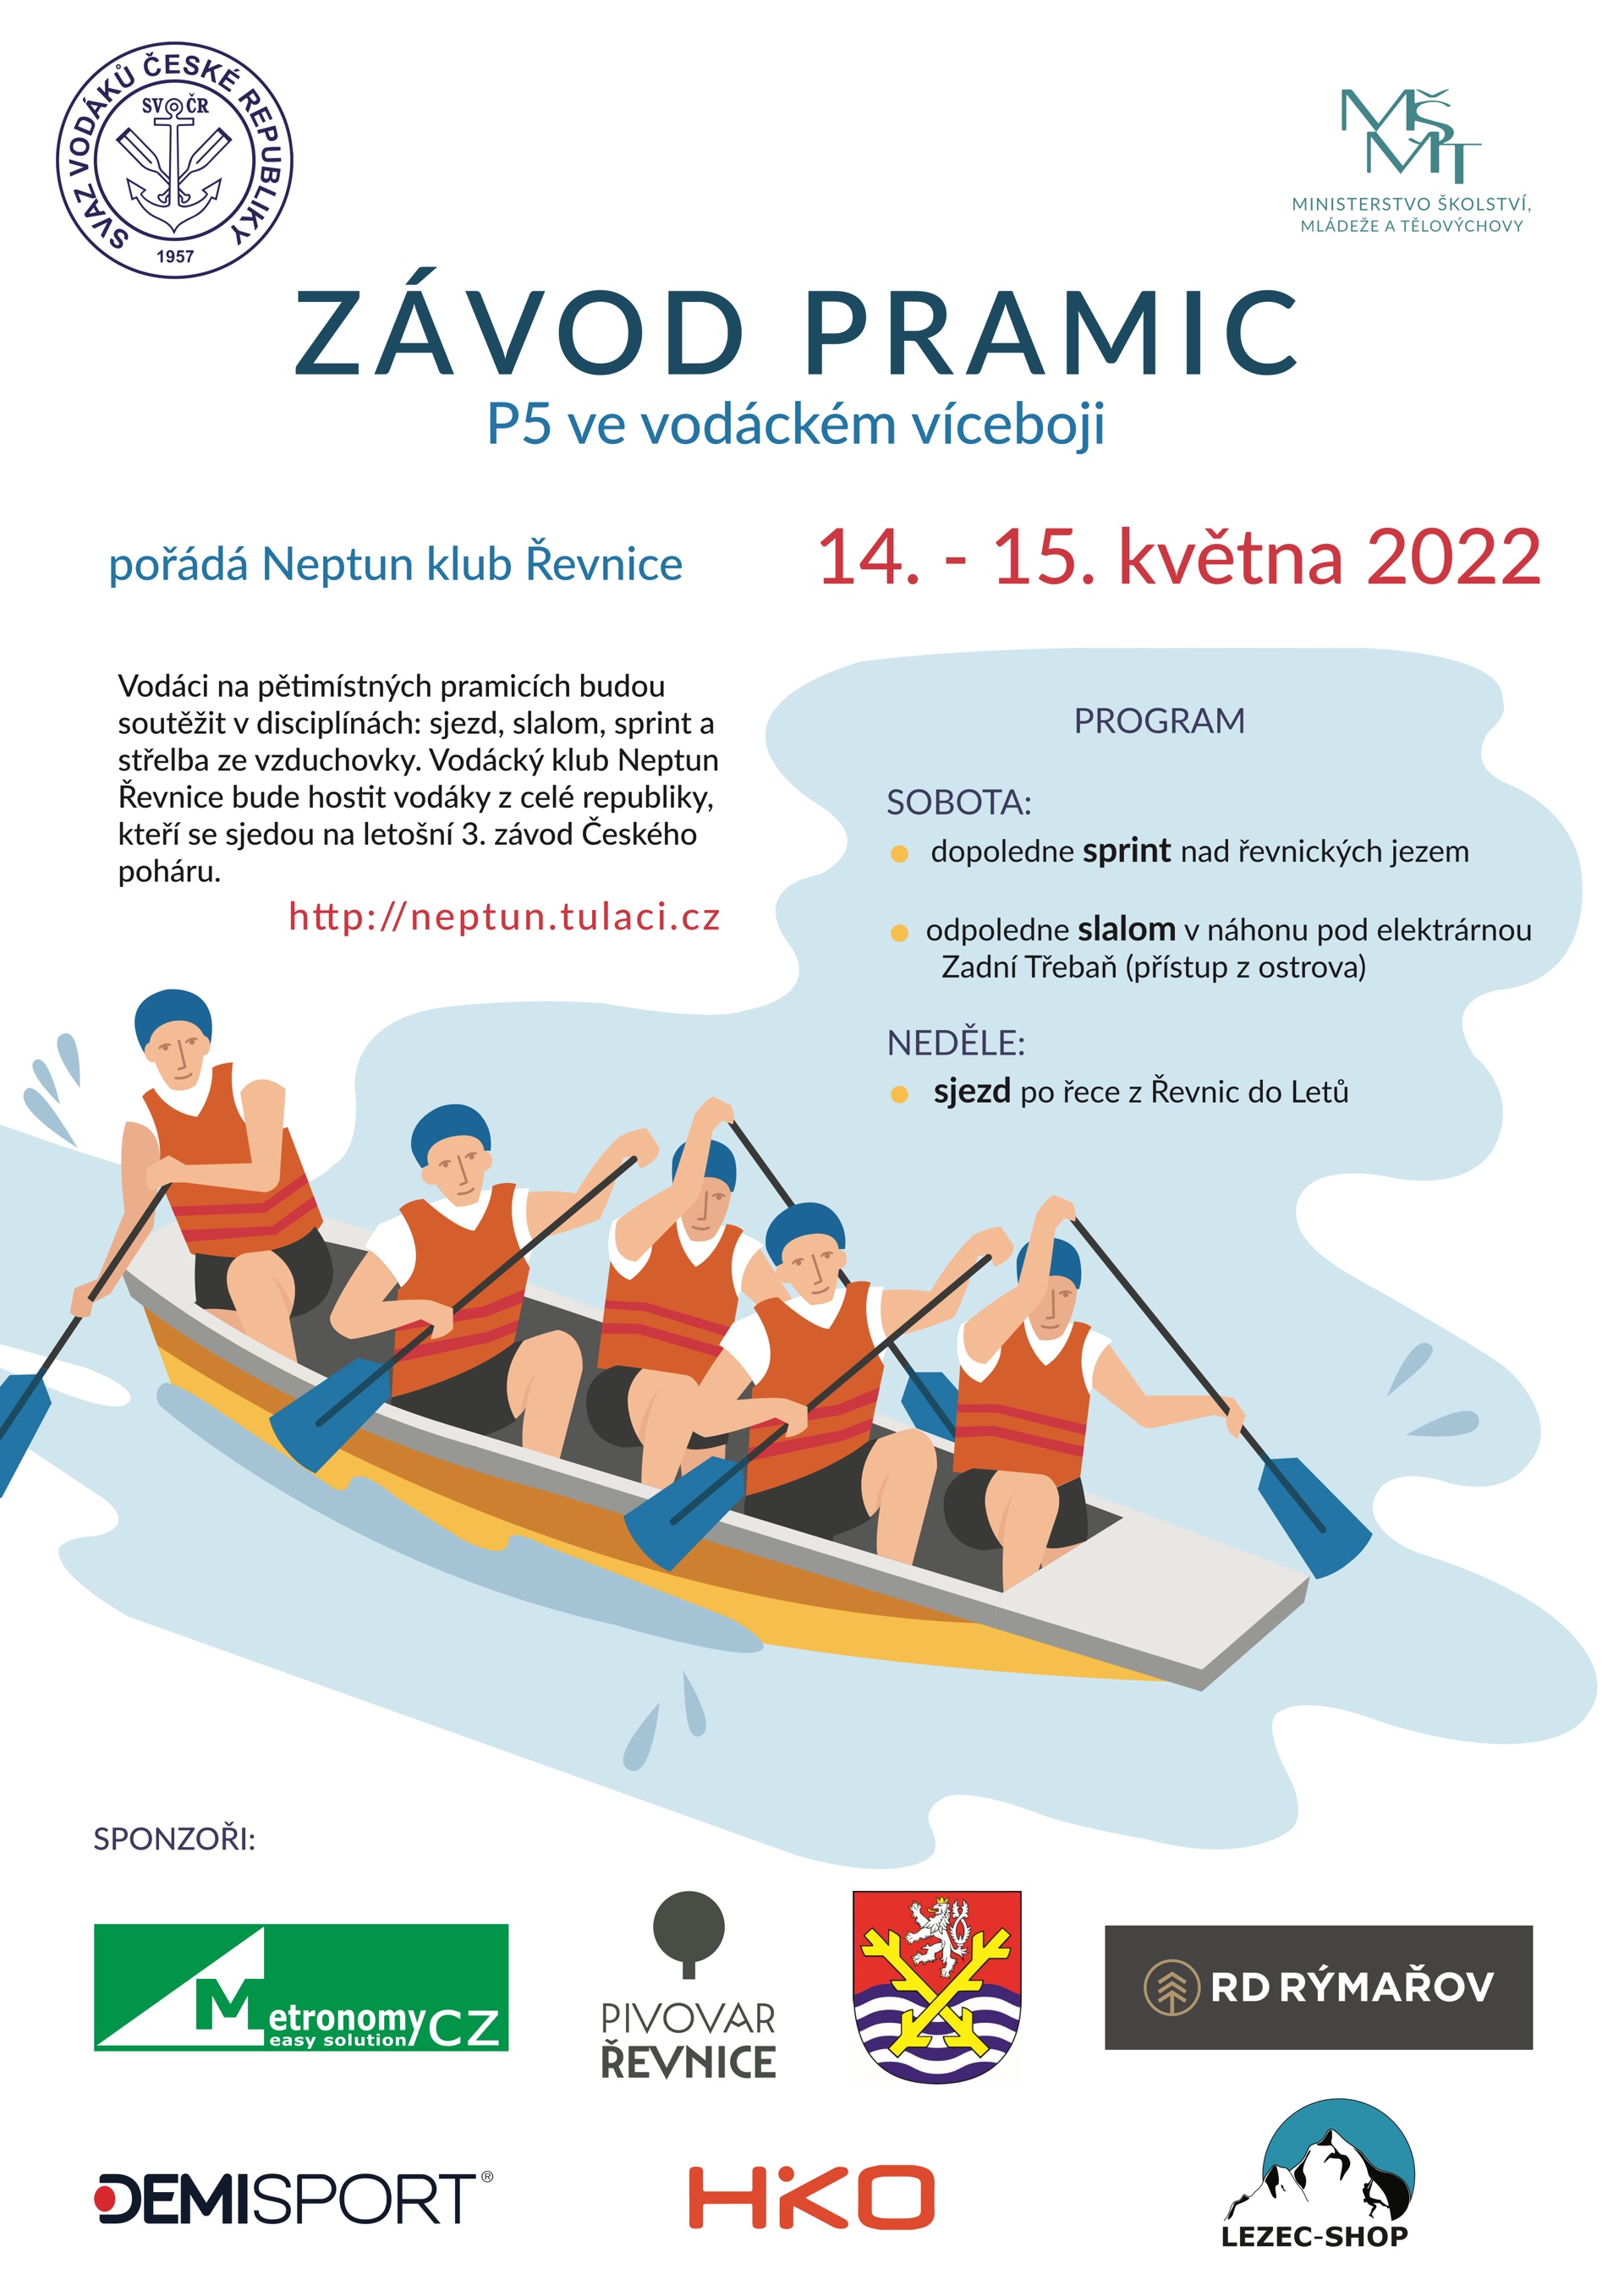 SVAZ VODÁKŮ ČESKÉ REPUBLIKY
SV ČR
1957
MŠMT
MINISTERSTVO ŠKOLSTVÍ,
MLÁDEŽE A TĚLOVÝCHOVY
ZÁVOD PRAMIC
P5 ve vodáckém víceboji
pořádá Neptun klub Řevnice
14. - 15. května 2022
Vodáci na pětimístných pramicích budou
soutěžit v disciplínách: sjezd, slalom, sprint a
střelba ze vzduchovky. Vodácký klub Neptun
Řevnice bude hostit vodáky z celé republiky,
kteří se sjedou na letošní 3. závod Českého
poháru.
http://neptun.tulaci.cz
PROGRAM
SOBOTA:
dopoledne sprint nad řevnických jezem
odpoledne slalom v náhonu pod elektrárnou
Zadní Třebaň (přístup z ostrova)
NEDĚLE:
sjezd po řece z Řevnic do Letů
SPONZOŘI:
Metronomy CZ
easy solution
PIVOVAR
ŘEVNICE
RD RÝMAŘOV
DEMISPORT®
HIKO
LEZEC-SHOP